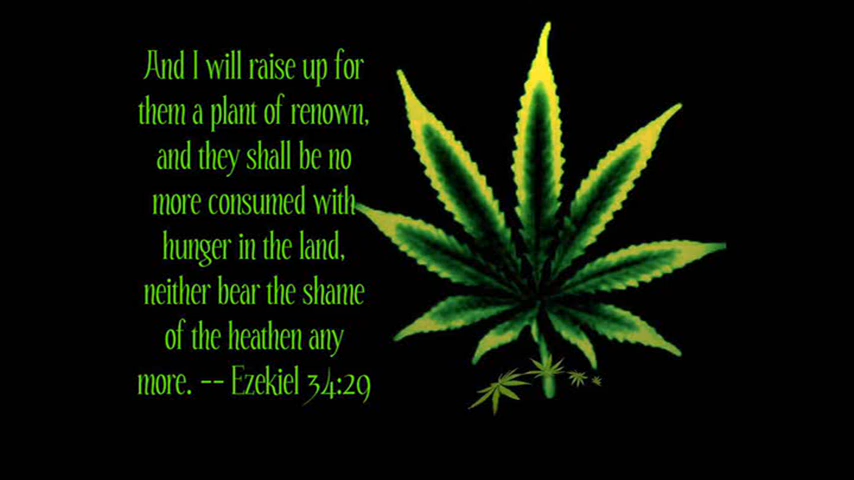 And I will raise up for
them a plant of renown,
and they shall be no
more consumed with
hunger in the land,
neither bear the shame
of the heathen any
more. -- Ezekiel 34:29